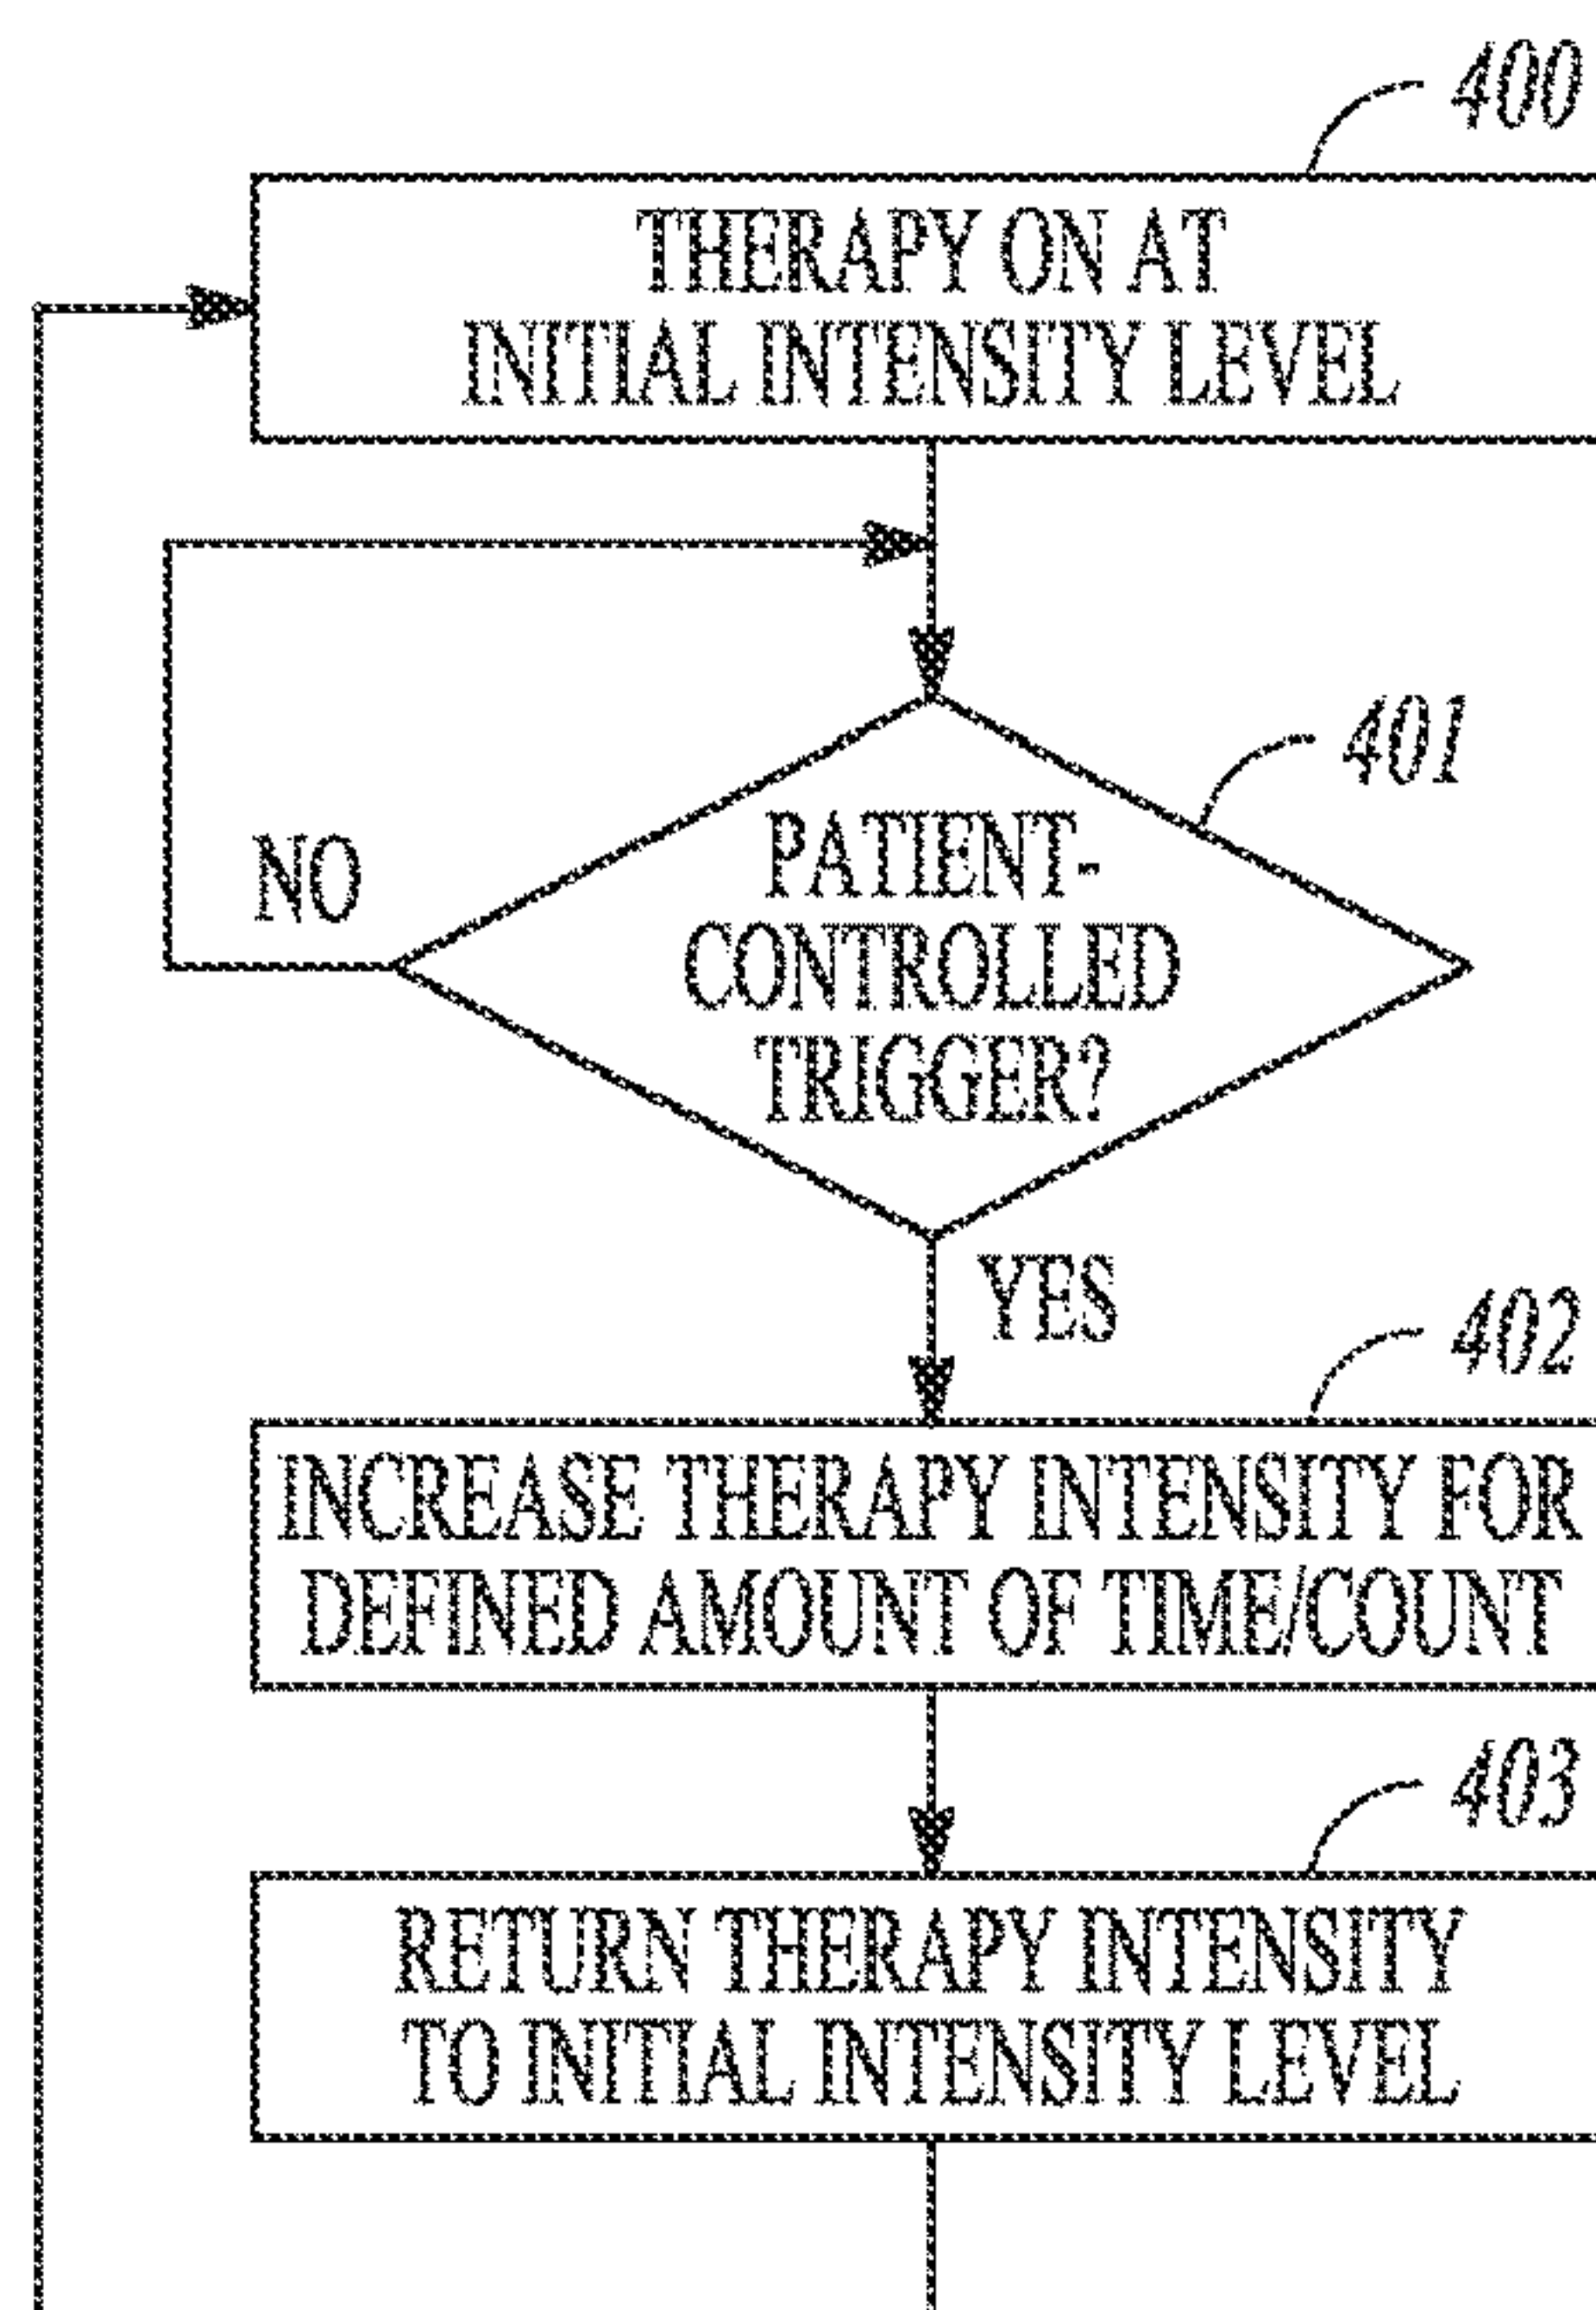 400
THERAPY ON AT
INITIAL INTENSITY LEVEL
401
PATIENT-
CONTROLLED
TRIGGER?
NO
YES
402
INCREASE THERAPY INTENSITY FOR
DEFINED AMOUNT OF TIME/COUNT
403
RETURN THERAPY INTENSITY
TO INITIAL INTENSITY LEVEL